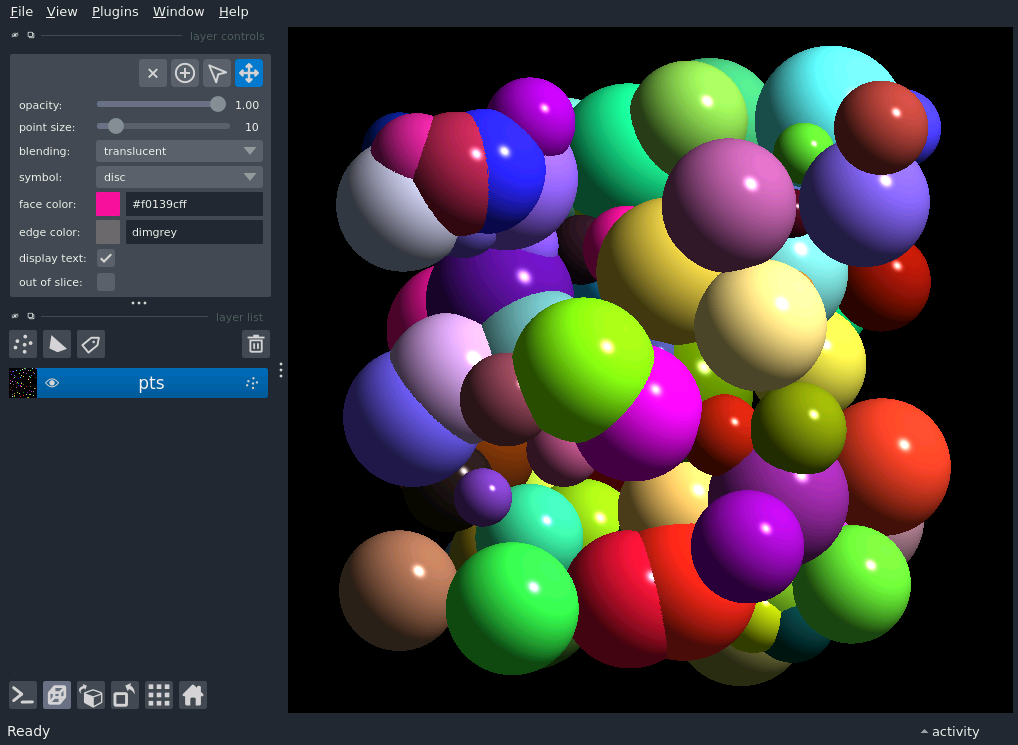 File View Plugins Window Help
layer controls
opacity: 1.00
point size: 10
blending: translucent
symbol: disc
face color: #f0139cff
edge color: dimgrey
display text:
out of slice:
layer list
pts
Ready
activity